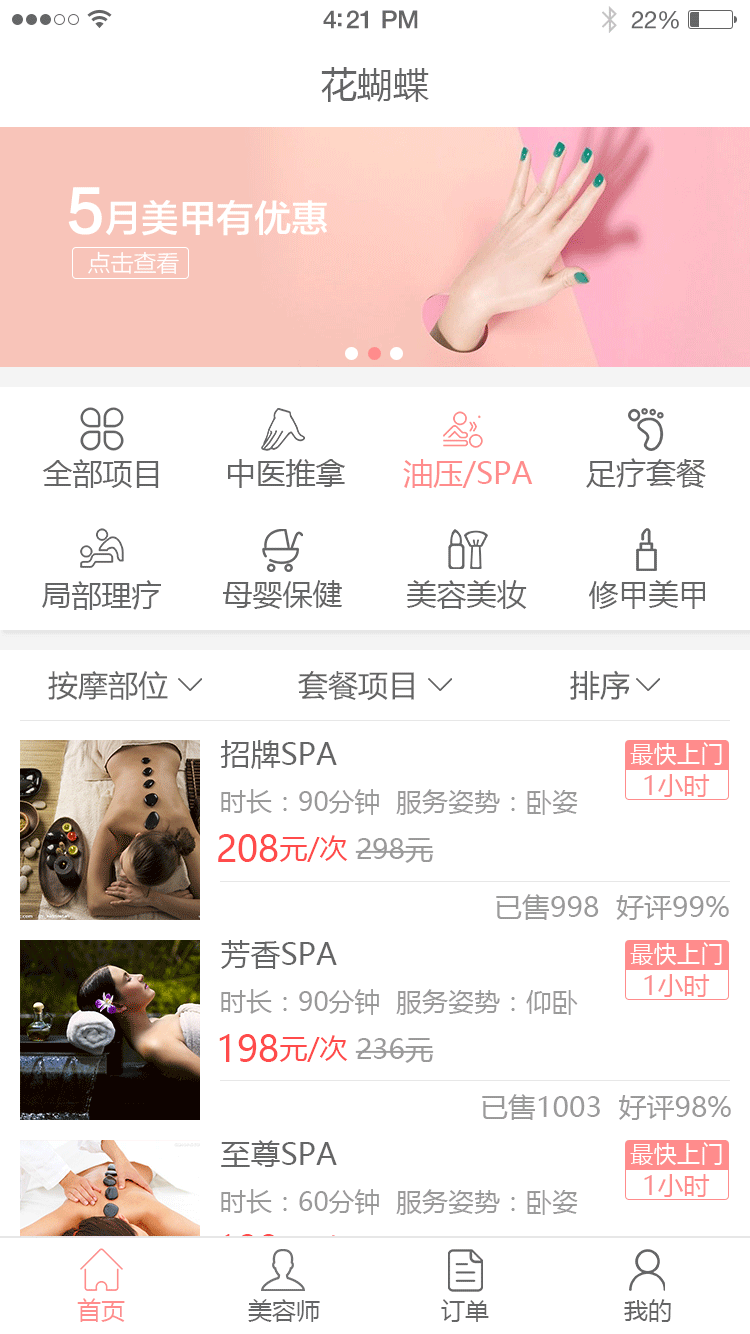 4:21 PM 22%
花蝴蝶
5月美甲有优惠
点击查看
全部项目 中医推拿 油压/SPA 足疗套餐
局部理疗 母婴保健 美容美妆 修甲美甲
按摩部位 套餐项目 排序
招牌SPA 最快上门
1小时
时长：90分钟 服务姿势：卧姿
208元/次 298元
已售998 好评99%
芳香SPA 最快上门
1小时
时长：90分钟 服务姿势：仰卧
198元/次 236元
已售1003 好评98%
至尊SPA 最快上门
1小时
时长：60分钟 服务姿势：卧姿
首页 美容师 订单 我的